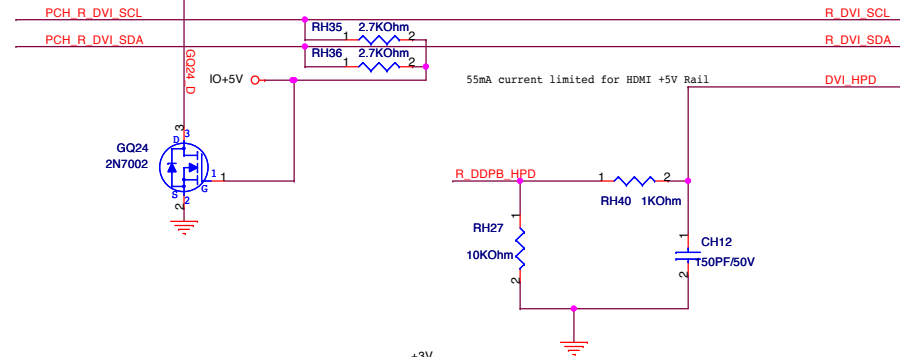 PCH_R_DVI_SCL
R_DVI_SCL
RH35 2.7KOhm
1 2
PCH_R_DVI_SDA
R_DVI_SDA
RH36 2.7KOhm
1 2
GQ24_D
IO+5V
55mA current limited for HDMI +5V Rail
DVI_HPD
3
3
D
GQ24
2N7002
1
1
G
S
2
2
R_DDPB_HPD
1 2
RH40 1KOhm
1
RH27
10KOhm
2
1
CH12
150PF/50V
2
+3V